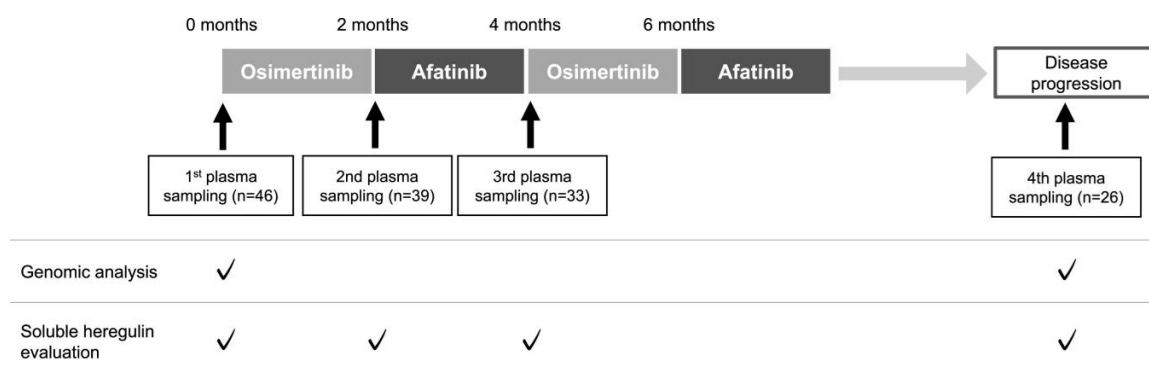 0 months 2 months 4 months 6 months
Osimertinib Afatinib Osimertinib Afatinib
Disease
progression
1st plasma
sampling (n=46)
2nd plasma
sampling (n=39)
3rd plasma
sampling (n=33)
4th plasma
sampling (n=26)
Genomic analysis ✓ ✓
Soluble heregulin
evaluation ✓ ✓ ✓ ✓